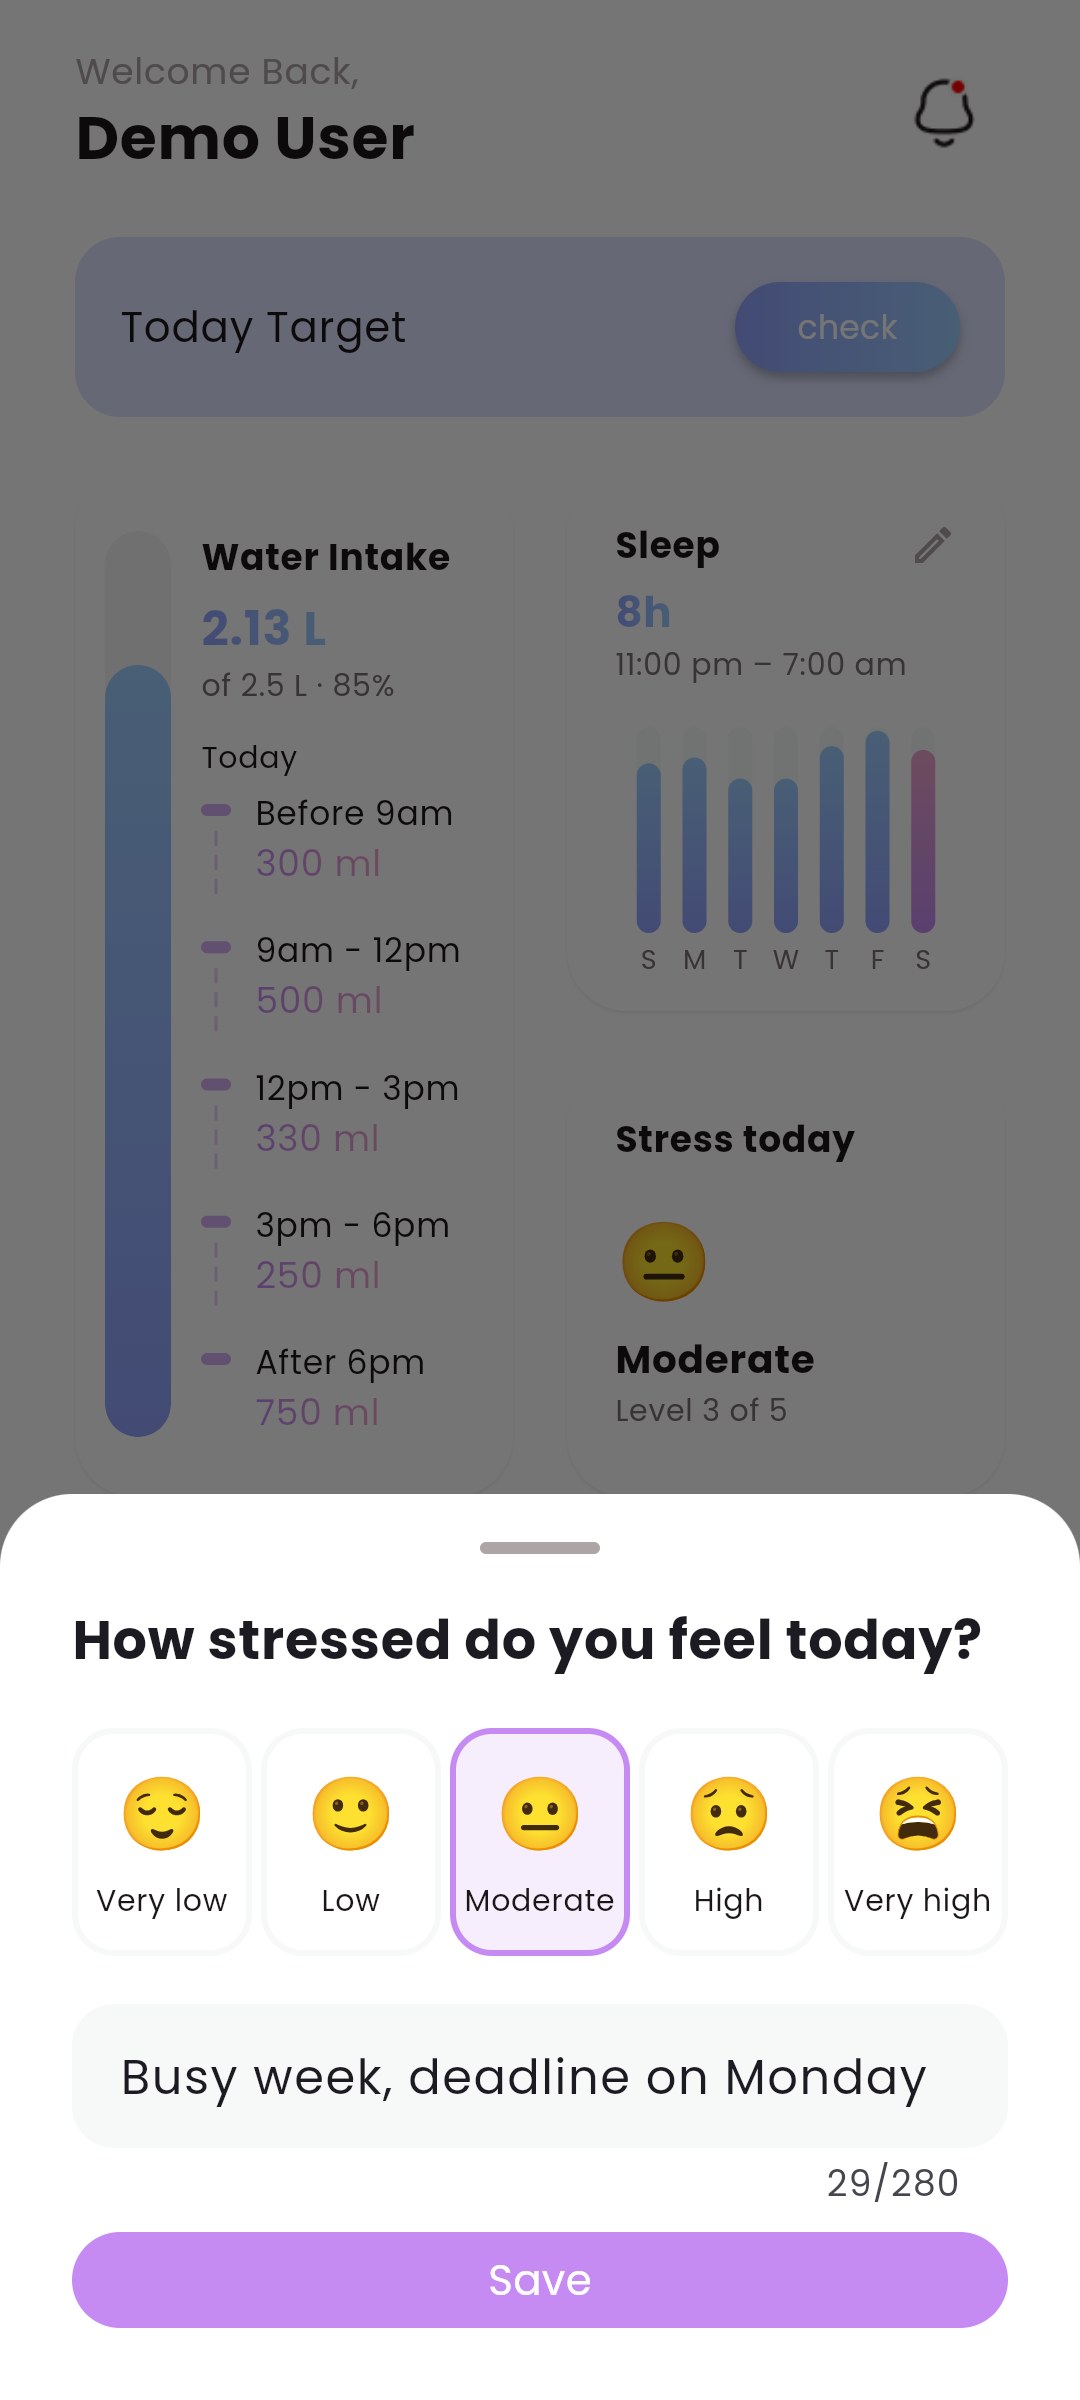 Welcome Back,
Demo User
Today Target
check
Water Intake
2.13 L
of 2.5 L · 85%
Today
Before 9am
300 ml
9am - 12pm
500 ml
12pm - 3pm
330 ml
3pm - 6pm
250 ml
After 6pm
750 ml
Sleep
8h
11:00 pm – 7:00 am
S M T W T F S
Stress today
Moderate
Level 3 of 5
How stressed do you feel today?
Very low Low Moderate High Very high
Busy week, deadline on Monday
29/280
Save